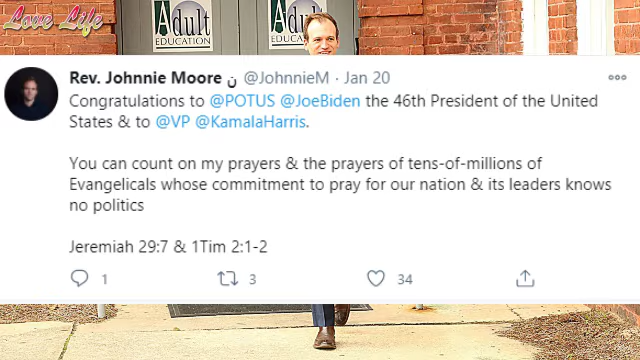 Love Life
Adult
EDUCATION
Adult
EDUCA
Rev. Johnnie Moore ن @JohnnieM · Jan 20
Congratulations to @POTUS @JoeBiden the 46th President of the United
States & to @VP @KamalaHarris.
You can count on my prayers & the prayers of tens-of-millions of
Evangelicals whose commitment to pray for our nation & its leaders knows
no politics
Jeremiah 29:7 & 1Tim 2:1-2
1 3 34